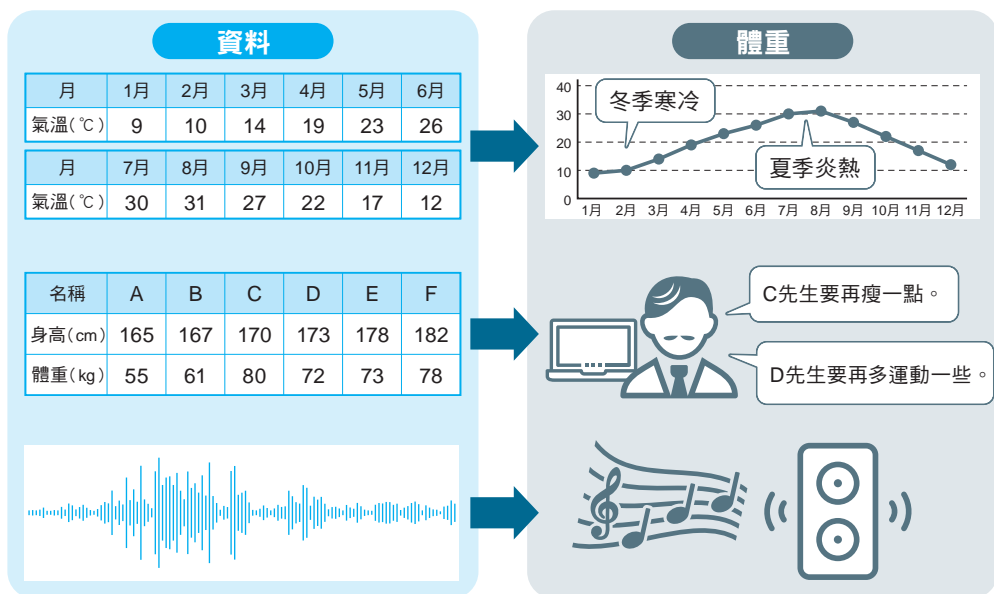 資料
月 1月 2月 3月 4月 5月 6月
氣溫(℃) 9 10 14 19 23 26
月 7月 8月 9月 10月 11月 12月
氣溫(℃) 30 31 27 22 17 12
名稱 A B C D E F
身高(cm) 165 167 170 173 178 182
體重(kg) 55 61 80 72 73 78
體重
40
30
20
10
0
冬季寒冷
夏季炎熱
1月 2月 3月 4月 5月 6月 7月 8月 9月 10月 11月 12月
C先生要再瘦一點。
D先生要再多運動一些。